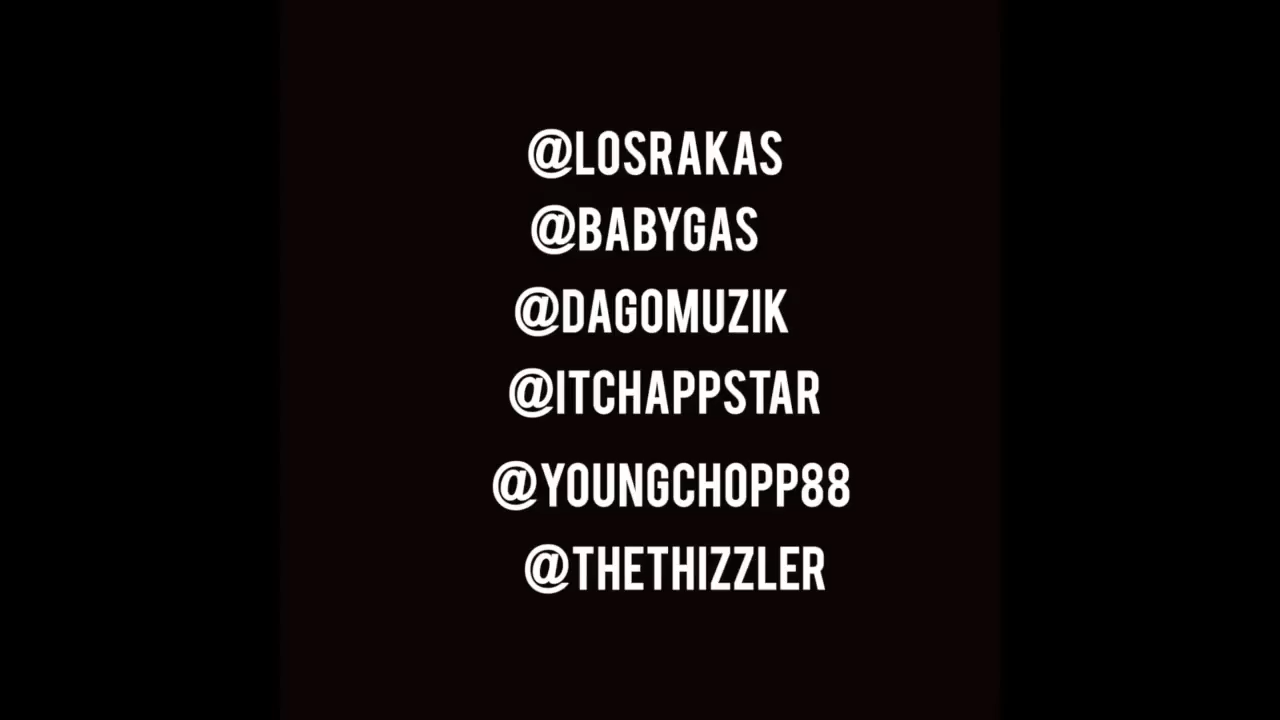 @LOSRAKAS
@BABYGAS
@DAGOMUZIK
@ITCHAPPSTAR
@YOUNGCHOPP88
@THETHIZZLER